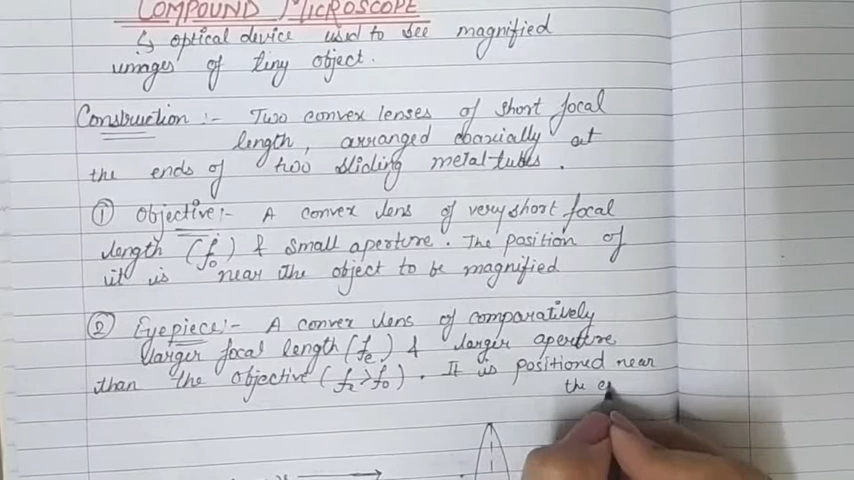 COMPOUND MICROSCOPE
↳ optical device used to see magnified
images of tiny object.
Construction :- Two convex lenses of short focal
length, arranged coaxially at
the ends of two sliding metal tubes.
① Objective:- A convex lens of very short focal
length (fo) & small aperture. The position of
it is near the object to be magnified
② Eyepiece:- A convex lens of comparatively
larger focal length (fe) & larger aperture
than the objective (fe>fo). It is positioned near
the e